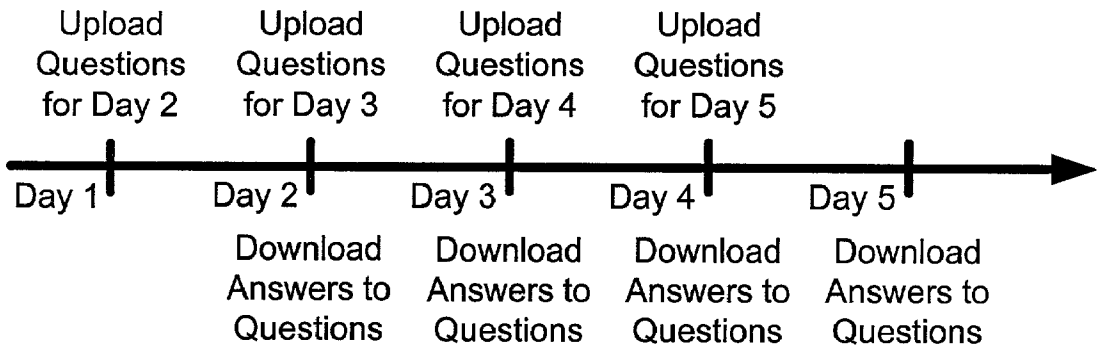 Upload
Questions
for Day 2
Upload
Questions
for Day 3
Upload
Questions
for Day 4
Upload
Questions
for Day 5
Day 1
Day 2
Day 3
Day 4
Day 5
Download
Answers to
Questions
Download
Answers to
Questions
Download
Answers to
Questions
Download
Answers to
Questions